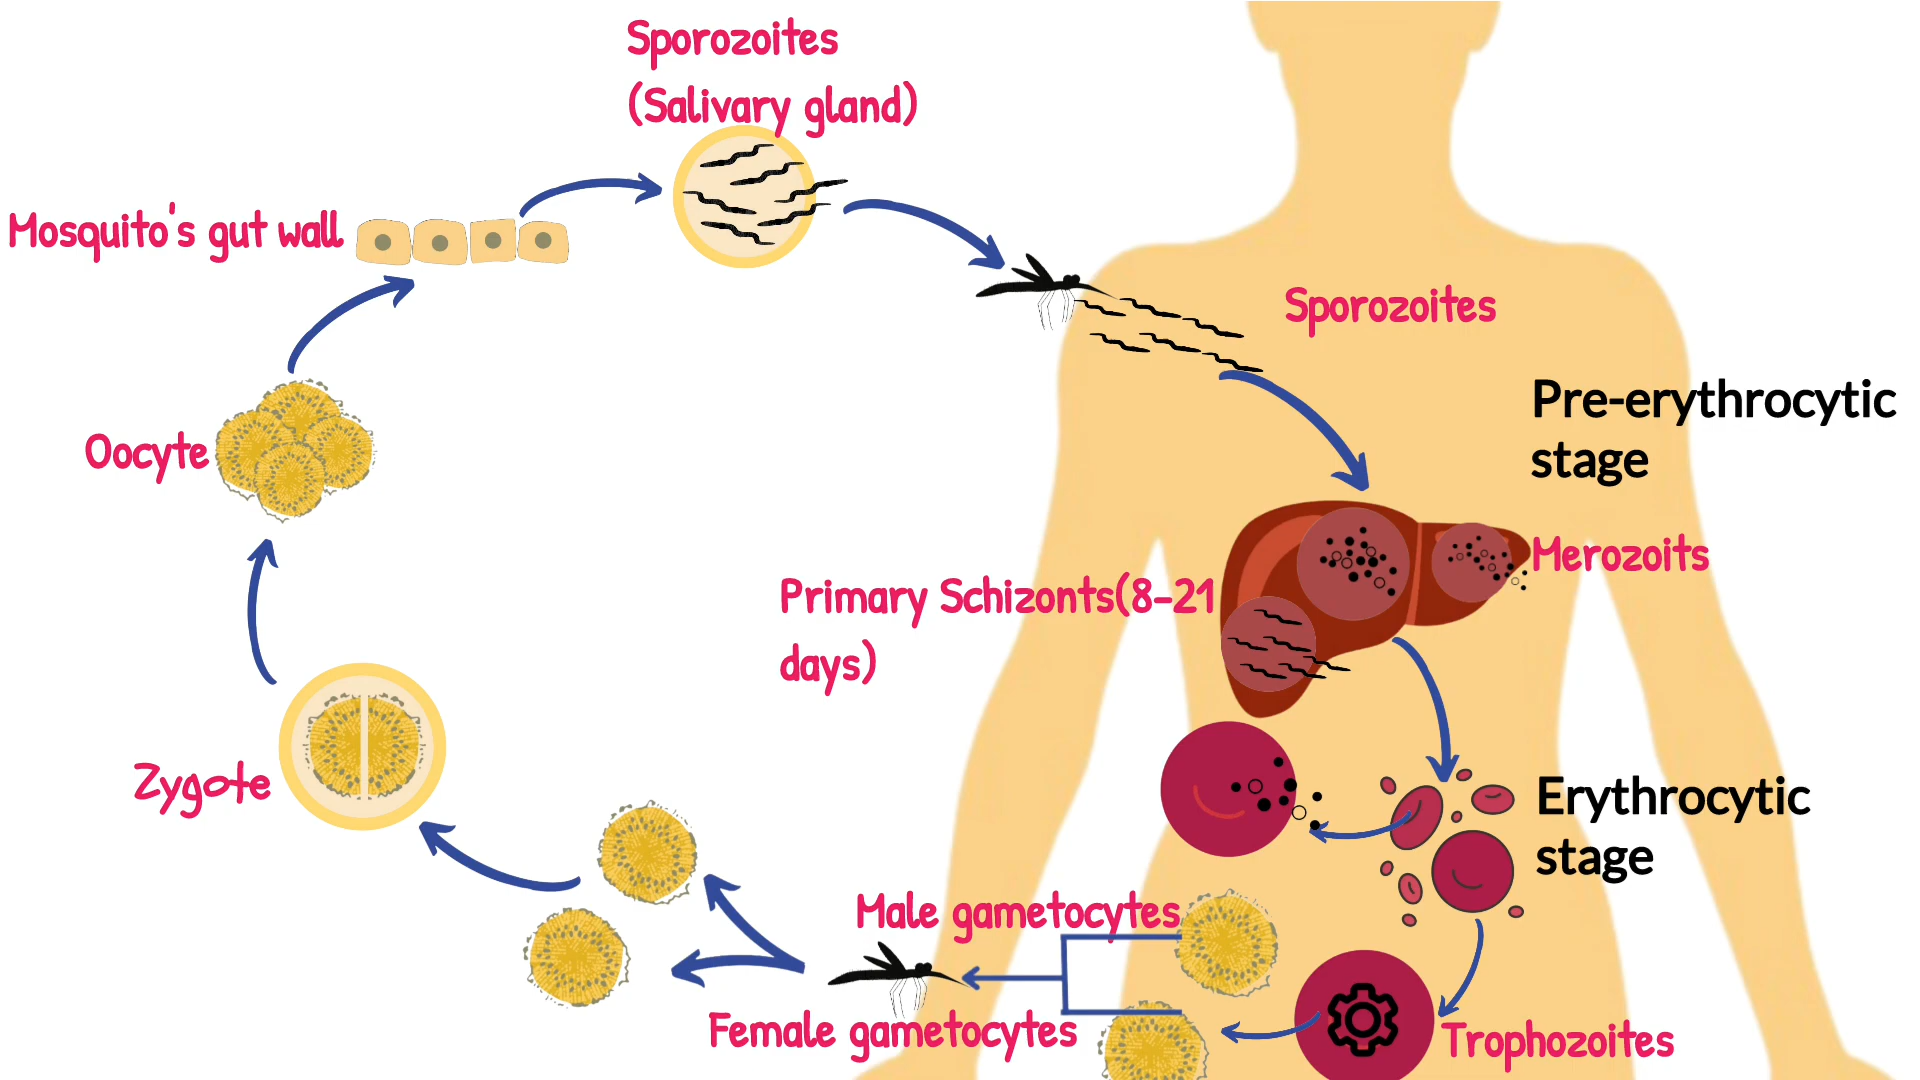 Sporozoites
(Salivary gland)
Mosquito's gut wall
Sporozoites
Pre-erythrocytic
stage
Oocyte
Merozoits
Primary Schizonts(8-21
days)
Zygote
Erythrocytic
stage
Male gametocytes
Female gametocytes
Trophozoites